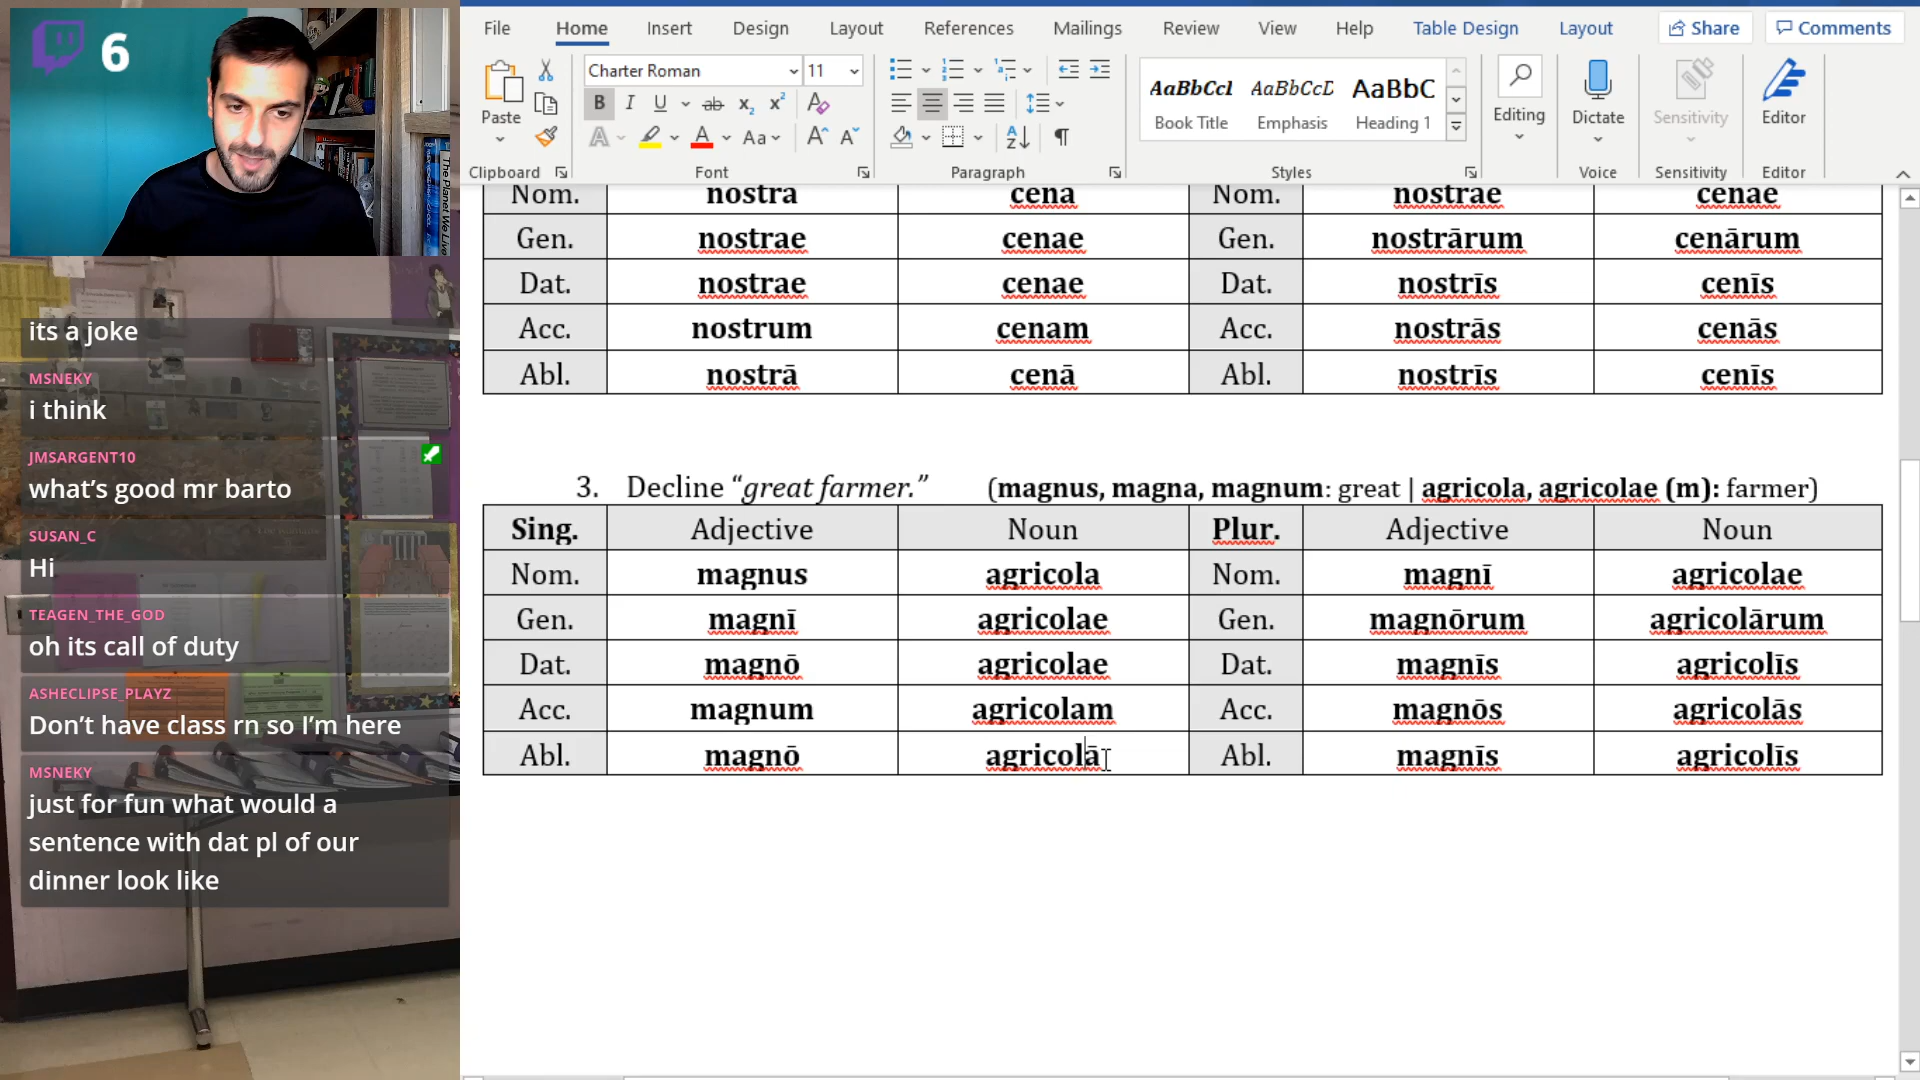 6
its a joke
MSNEKY
i think
JMSARGENT10
what's good mr barto
SUSAN_C
Hi
TEAGEN_THE_GOD
oh its call of duty
ASHECLIPSE_PLAYZ
Don't have class rn so I'm here
MSNEKY
just for fun what would a
sentence with dat pl of our
dinner look like
File Home Insert Design Layout References Mailings Review View Help Table Design Layout Share Comments
Charter Roman 11
Paste
AaBbCcI AaBbCcD AaBbC
Book Title Emphasis Heading 1
Editing Dictate Sensitivity Editor
Clipboard Font Paragraph Styles Voice Sensitivity Editor
Nom. nostra cena Nom. nostrae cenae
Gen. nostrae cenae Gen. nostrārum cenārum
Dat. nostrae cenae Dat. nostrīs cenīs
Acc. nostrum cenam Acc. nostrās cenās
Abl. nostrā cenā Abl. nostrīs cenīs
3. Decline “great farmer.” (magnus, magna, magnum: great | agricola, agricolae (m): farmer)
Sing. Adjective Noun Plur. Adjective Noun
Nom. magnus agricola Nom. magnī agricolae
Gen. magnī agricolae Gen. magnōrum agricolārum
Dat. magnō agricolae Dat. magnīs agricolīs
Acc. magnum agricolam Acc. magnōs agricolās
Abl. magnō agricolā Abl. magnīs agricolīs